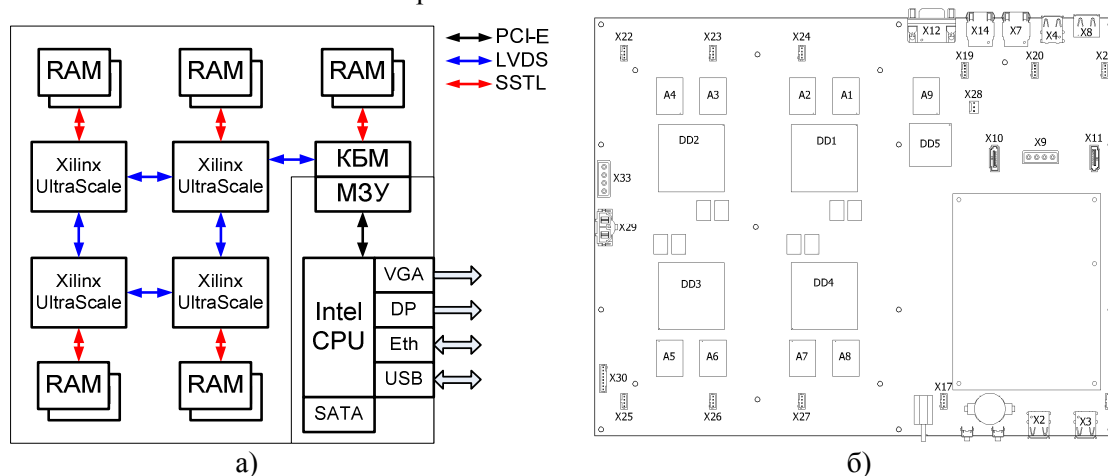 RAM
RAM
RAM
PCI-E
LVDS
SSTL
Xilinx
UltraScale
Xilinx
UltraScale
КБМ
МЗУ
Xilinx
UltraScale
Xilinx
UltraScale
Intel
CPU
VGA
DP
Eth
USB
SATA
RAM
RAM
а)
X12
X14
X7
X4
X8
X22
X23
X24
X19
X20
A4
A3
A2
A1
A9
X28
DD2
DD1
DD5
X10
X9
X11
X33
X29
DD3
DD4
A5
A6
A7
A8
X30
X25
X26
X27
X17
X2
X3
б)